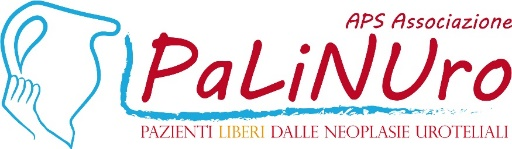 APS Associazione
PaLiNUro
PAZIENTI LIBERI DALLE NEOPLASIE UROTELIALI